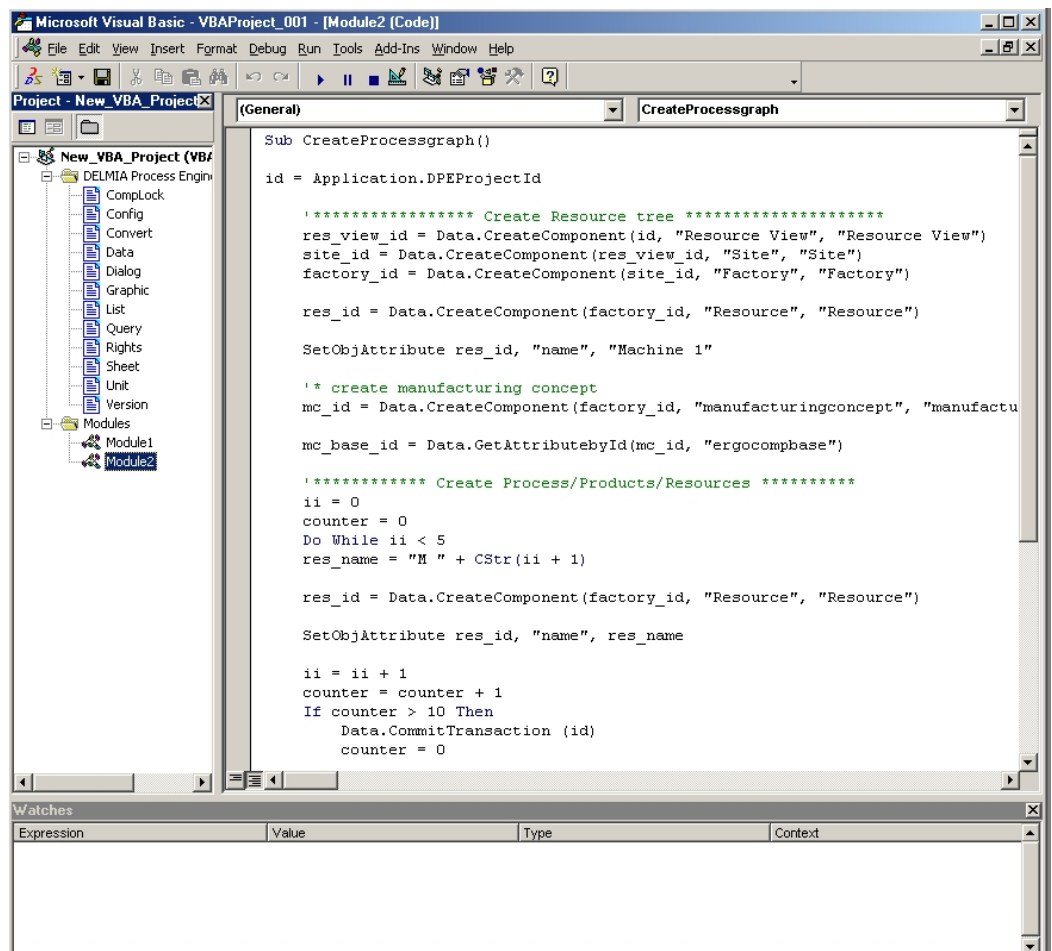 Microsoft Visual Basic - VBAProject_001 - [Module2 (Code)]
File Edit View Insert Format Debug Run Tools Add-Ins Window Help
Project - New_VBA_Project
New_VBA_Project (VBA
DELMIA Process Engin
CompLock
Config
Convert
Data
Dialog
Graphic
List
Query
Rights
Sheet
Unit
Version
Modules
Module1
Module2
(General)
CreateProcessgraph
Sub CreateProcessgraph()
id = Application.DPEProjectId
'***************** Create Resource tree *********************
res_view_id = Data.CreateComponent(id, "Resource View", "Resource View")
site_id = Data.CreateComponent(res_view_id, "Site", "Site")
factory_id = Data.CreateComponent(site_id, "Factory", "Factory")
res_id = Data.CreateComponent(factory_id, "Resource", "Resource")
SetObjAttribute res_id, "name", "Machine 1"
'* create manufacturing concept
mc_id = Data.CreateComponent(factory_id, "manufacturingconcept", "manufactu
mc_base_id = Data.GetAttributebyId(mc_id, "ergocompbase")
'************ Create Process/Products/Resources **********
ii = 0
counter = 0
Do While ii < 5
res_name = "M " + CStr(ii + 1)
res_id = Data.CreateComponent(factory_id, "Resource", "Resource")
SetObjAttribute res_id, "name", res_name
ii = ii + 1
counter = counter + 1
If counter > 10 Then
Data.CommitTransaction (id)
counter = 0
Watches
Expression Value Type Context